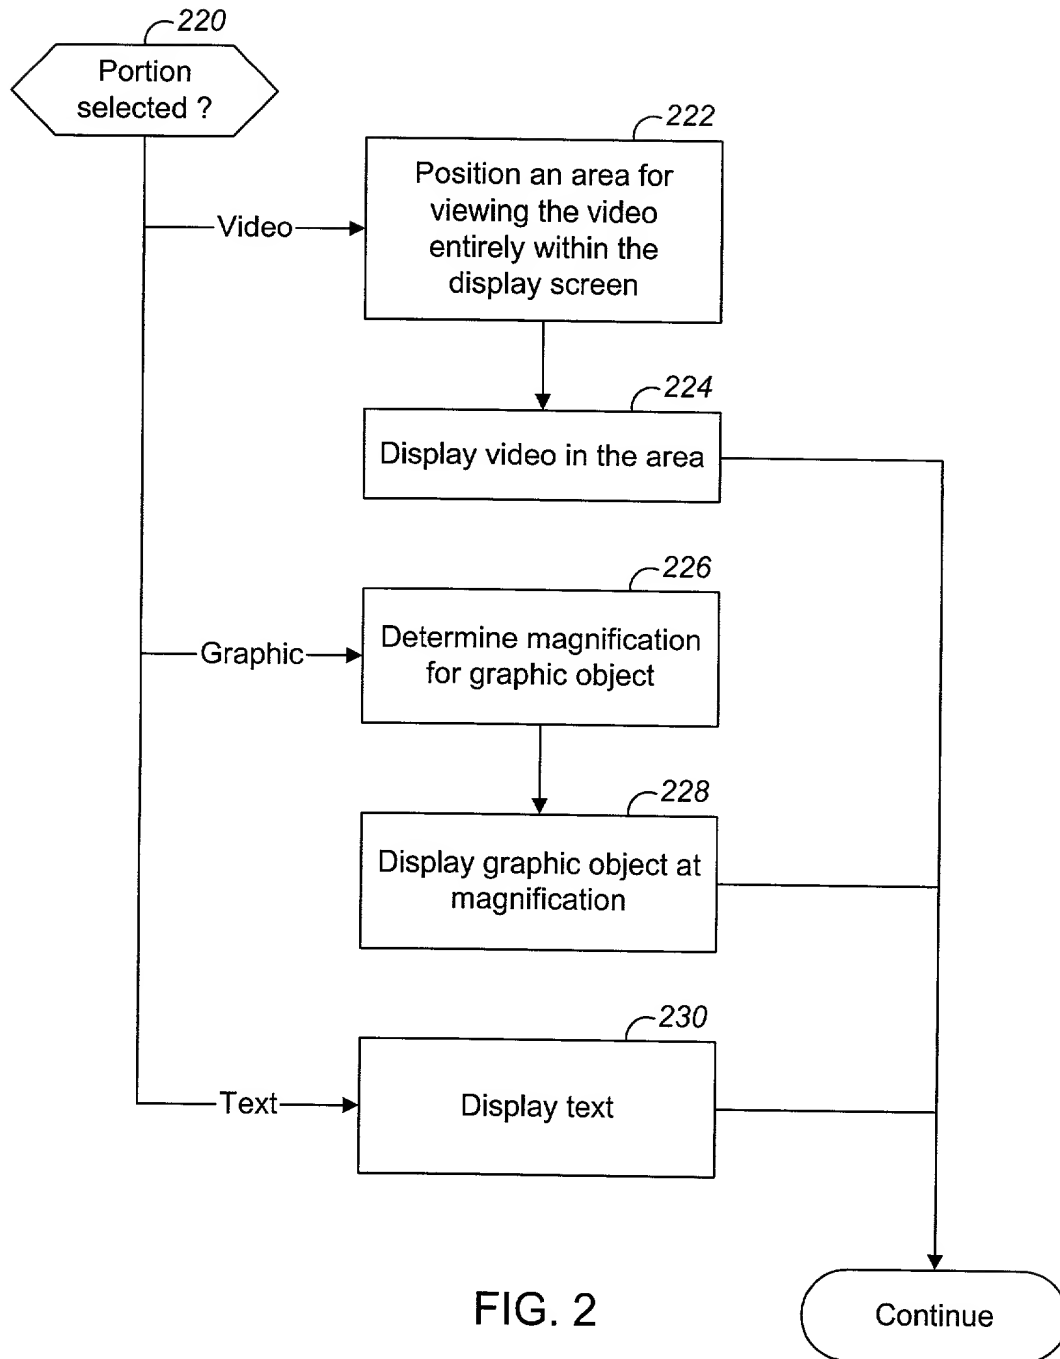 220
Portion
selected ?
222
Position an area for
viewing the video
entirely within the
display screen
Video
224
Display video in the area
226
Determine magnification
for graphic object
Graphic
228
Display graphic object at
magnification
230
Display text
Text
Continue
FIG. 2